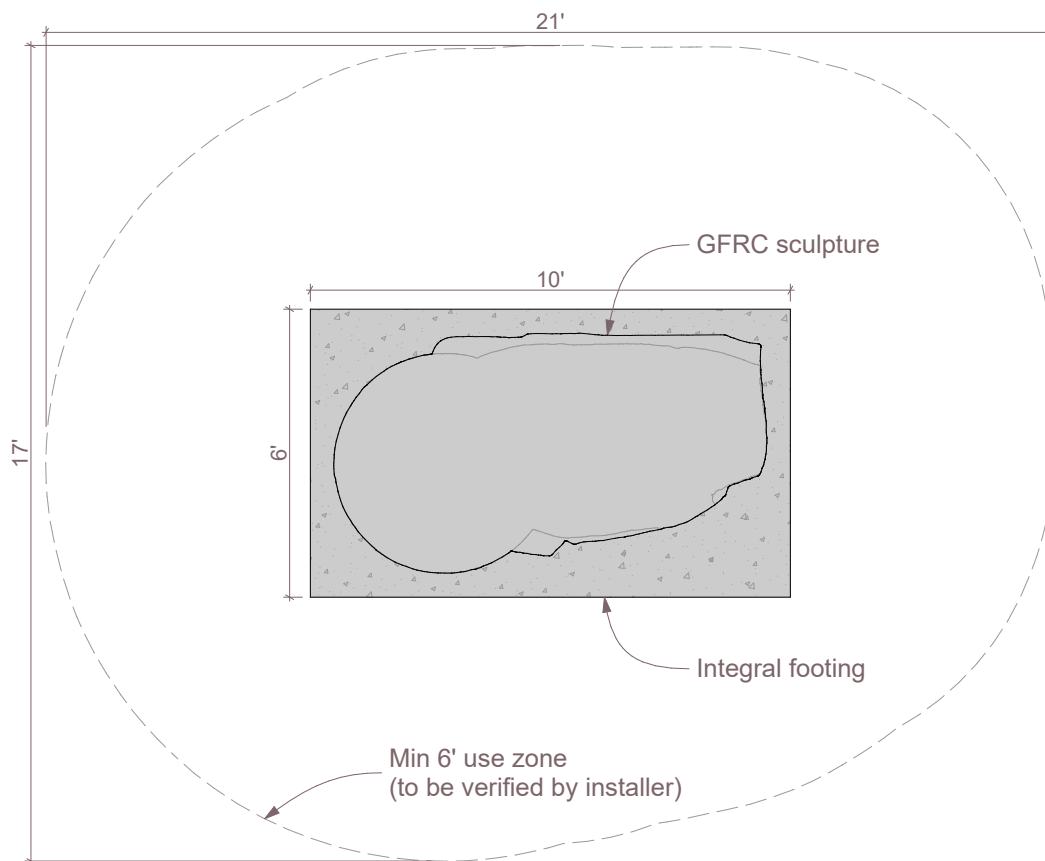 21'
GFRC sculpture
10'
6'
17'
Integral footing
Min 6' use zone
(to be verified by installer)